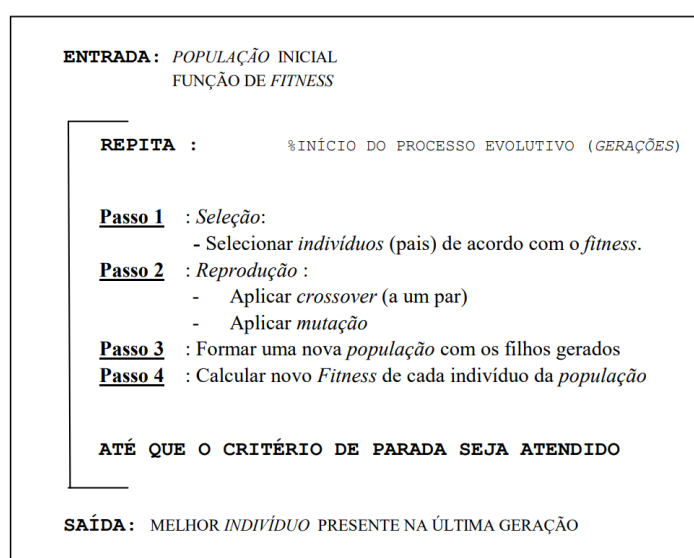 ENTRADA: POPULAÇÃO INICIAL
FUNÇÃO DE FITNESS
REPITA : %INÍCIO DO PROCESSO EVOLUTIVO (GERAÇÕES)
Passo 1 : Seleção:
- Selecionar indivíduos (pais) de acordo com o fitness.
Passo 2 : Reprodução :
- Aplicar crossover (a um par)
- Aplicar mutação
Passo 3 : Formar uma nova população com os filhos gerados
Passo 4 : Calcular novo Fitness de cada indivíduo da população
ATÉ QUE O CRITÉRIO DE PARADA SEJA ATENDIDO
SAÍDA: MELHOR INDIVÍDUO PRESENTE NA ÚLTIMA GERAÇÃO